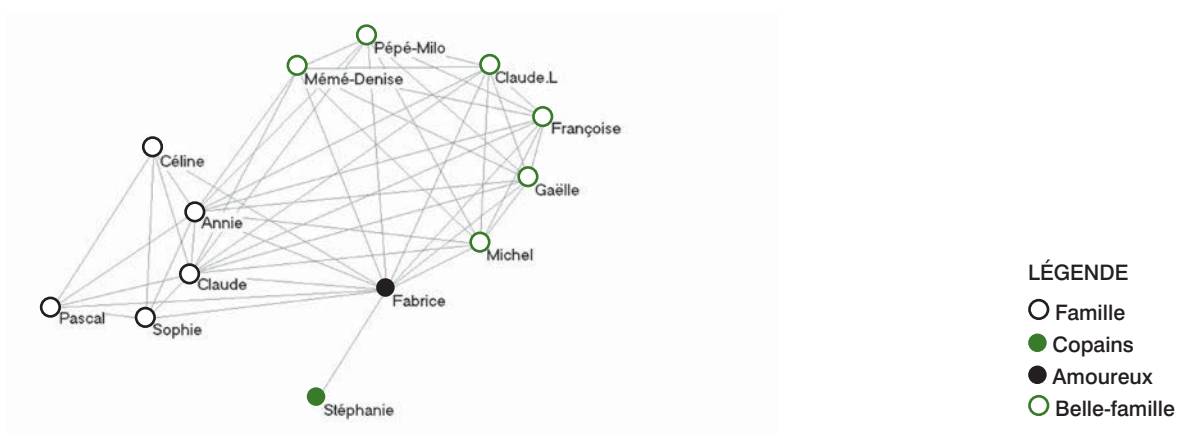 Pépé-Milo
Mémé-Denise
Claude.L
Françoise
Céline
Gaëlle
Annie
Michel
Claude
Fabrice
Pascal
Sophie
Stéphanie
LÉGENDE
Famille
Copains
Amoureux
Belle-famille